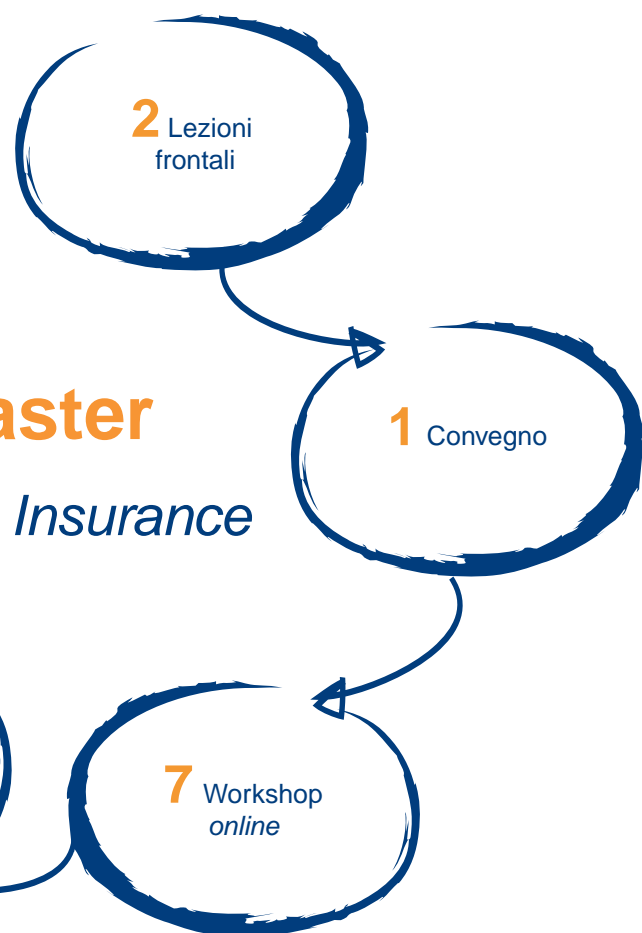 2 Lezioni
frontali
aster
1 Convegno
Insurance
7 Workshop
online